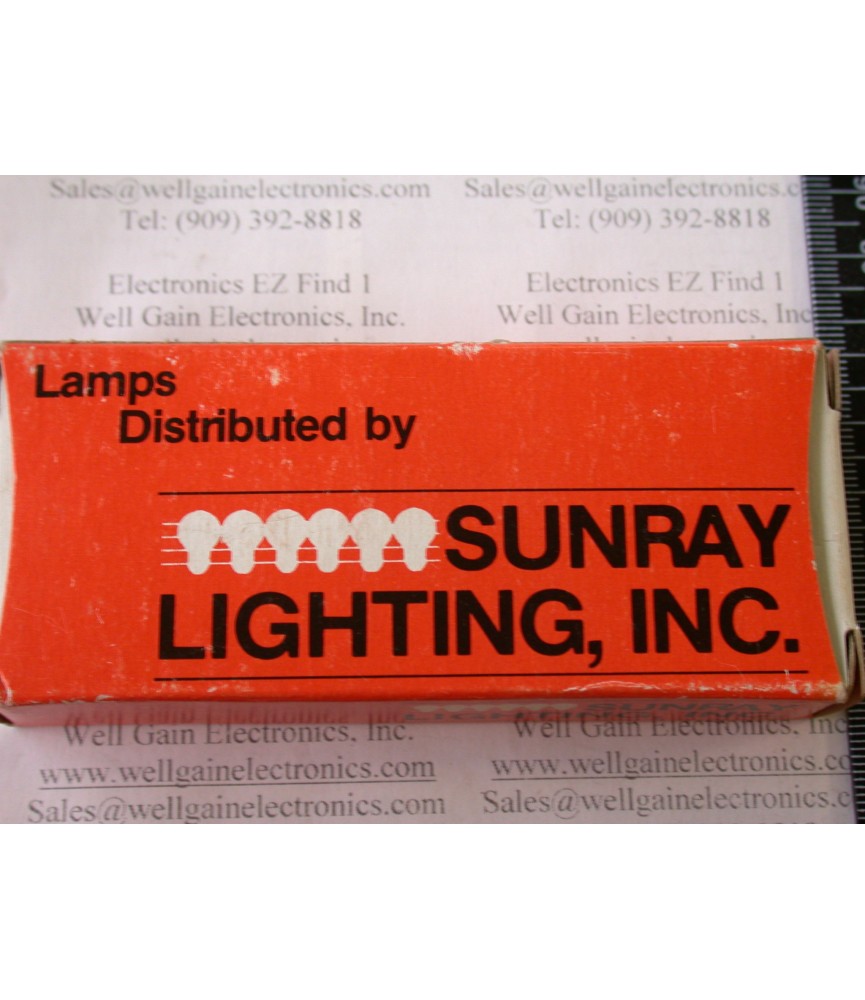 Sales@wellgainelectronics.com Sales@wellgainelectronics.c
Tel: (909) 392-8818 Tel: (909) 392-8818
Electronics EZ Find 1 Electronics EZ Find 1
Well Gain Electronics, Inc. Well Gain Electronics, Inc
Lamps
Distributed by
SUNRAY
LIGHTING, INC.
SUNRAY
Well Gain Electronics, Inc. Well Gain Electronics, Inc
www.wellgainelectronics.com www.wellgainelectronics.co
Sales@wellgainelectronics.com Sales@wellgainelectronics.c